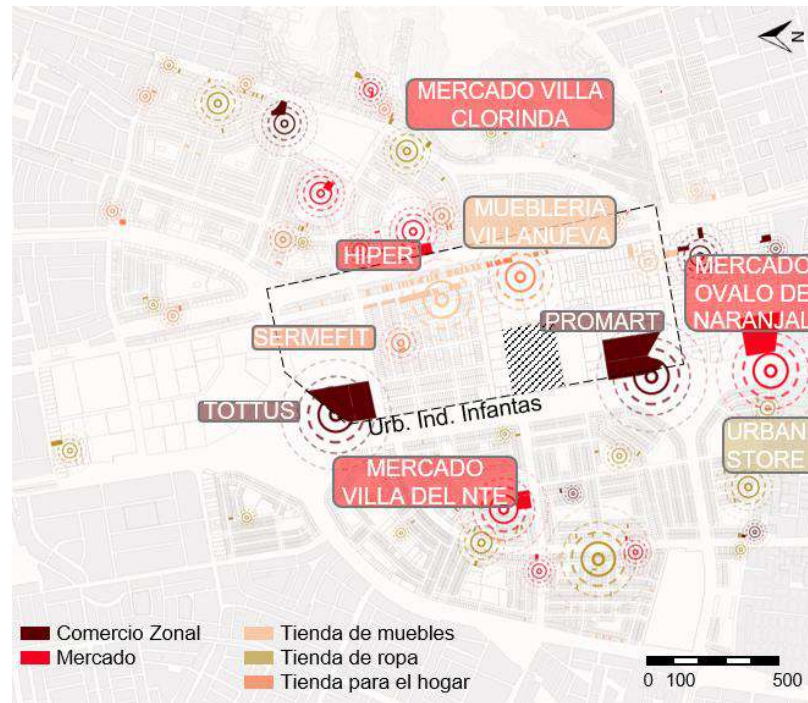 N
MERCADO VILLA
CLORINDA
MUEBLERIA
VILLANUEVA
HIPER
MERCADO
OVALO DE
NARANJAL
PROMART
SERMEFIT
TOTTUS
Urb. Ind. Infantas
URBAN
STORE
MERCADO
VILLA DEL NTE
Comercio Zonal
Mercado
Tienda de muebles
Tienda de ropa
Tienda para el hogar
0 100 500